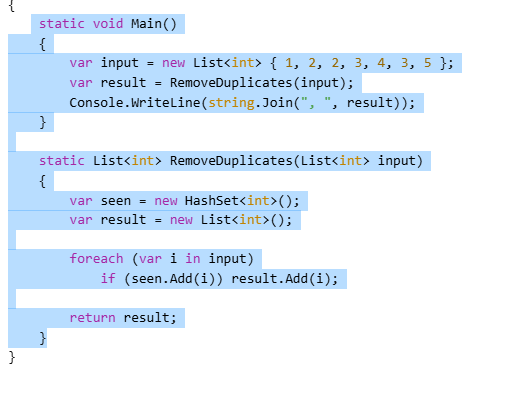 {
    static void Main()
    {
        var input = new List<int> { 1, 2, 2, 3, 4, 3, 5 };
        var result = RemoveDuplicates(input);
        Console.WriteLine(string.Join(", ", result));
    }

    static List<int> RemoveDuplicates(List<int> input)
    {
        var seen = new HashSet<int>();
        var result = new List<int>();

        foreach (var i in input)
            if (seen.Add(i)) result.Add(i);

        return result;
    }
}